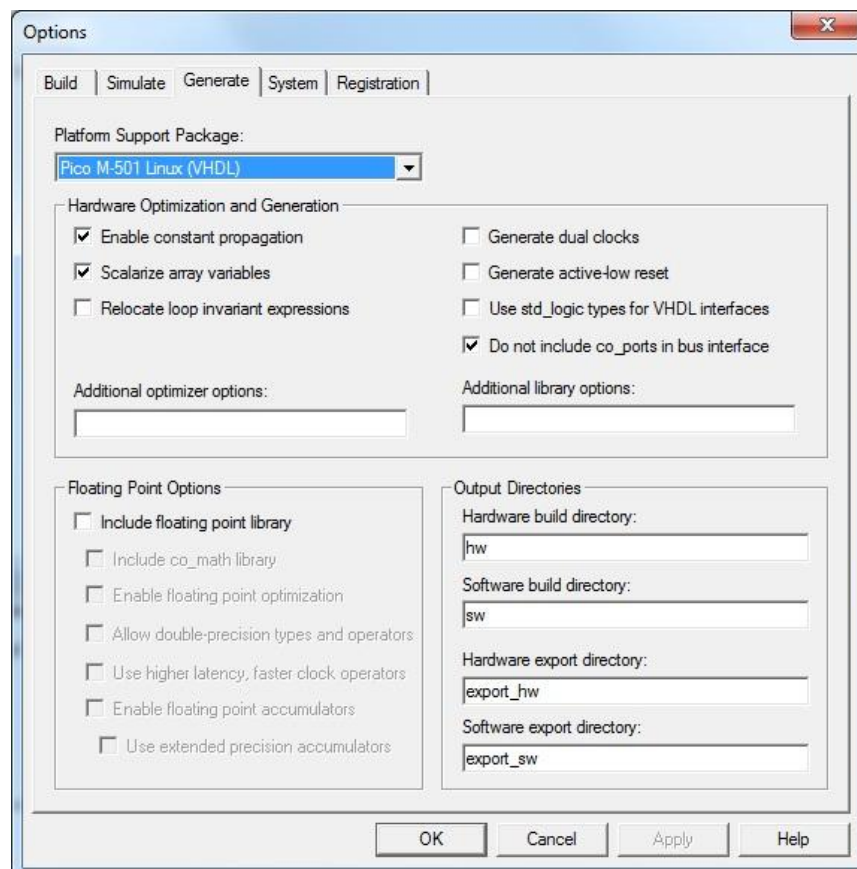 Options
Build Simulate Generate System Registration
Platform Support Package:
Pico M-501 Linux (VHDL)
Hardware Optimization and Generation
Enable constant propagation
Scalarize array variables
Relocate loop invariant expressions
Generate dual clocks
Generate active-low reset
Use std_logic types for VHDL interfaces
Do not include co_ports in bus interface
Additional optimizer options:
Additional library options:
Floating Point Options
Include floating point library
Include co_math library
Enable floating point optimization
Allow double-precision types and operators
Use higher latency, faster clock operators
Enable floating point accumulators
Use extended precision accumulators
Output Directories
Hardware build directory:
hw
Software build directory:
sw
Hardware export directory:
export_hw
Software export directory:
export_sw
OK Cancel Apply Help